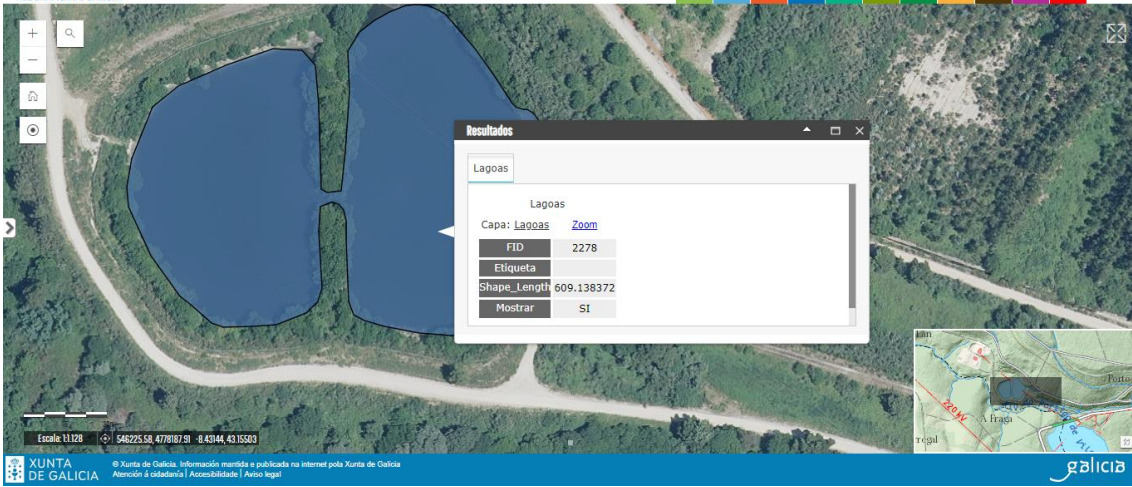 Resultados
Lagoas
Lagoas
Capa: Lagoas Zoom
FID 2278
Etiqueta
Shape_Length 609.138372
Mostrar SI
Porto
A Fraga
220 kV
regal
Escala: 1:1.128 546225.58, 4778187.91 -8.43144, 43.15503
XUNTA DE GALICIA
© Xunta de Galicia. Información mantida e publicada na internet pola Xunta de Galicia
Atención á cidadanía | Accesibilidade | Aviso legal
galicia